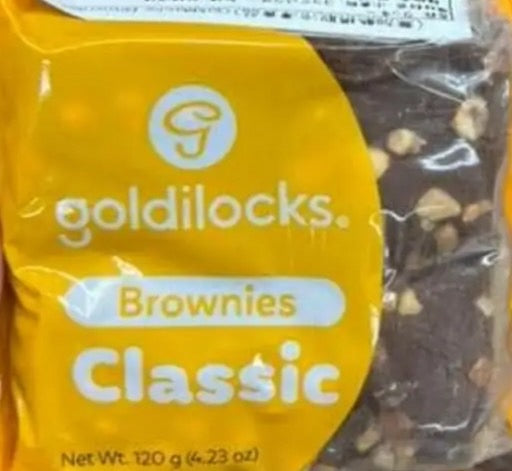 goldilocks.
Brownies
Classic
Net Wt. 120 g (4.23 oz)